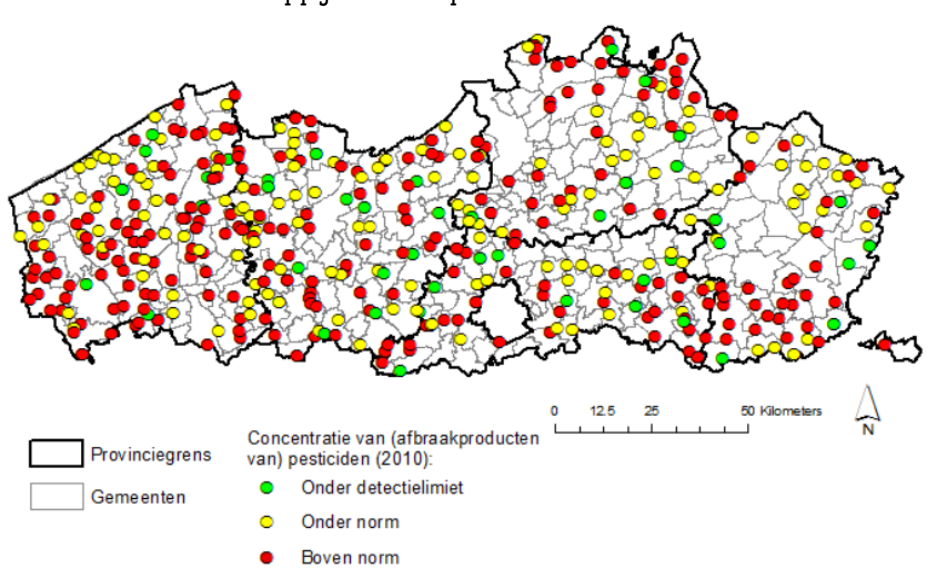 0 12.5 25 50 Kilometers
N
Provinciegrens
Gemeenten
Concentratie van (afbraakproducten
van) pesticiden (2010):
Onder detectielimiet
Onder norm
Boven norm